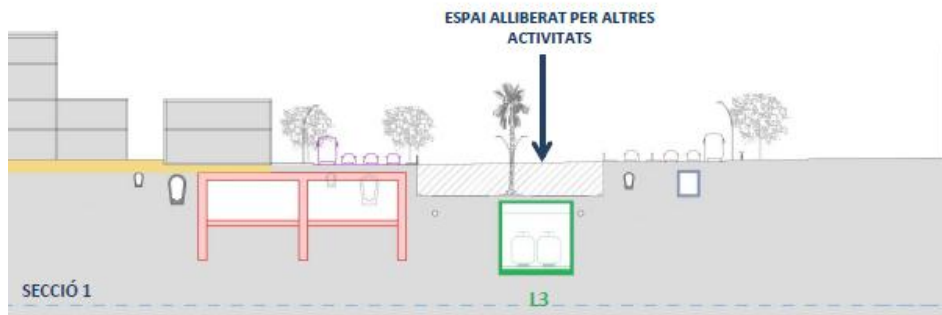 ESPAI ALLIBERAT PER ALTRES
ACTIVITATS
SECCIÓ 1
L3